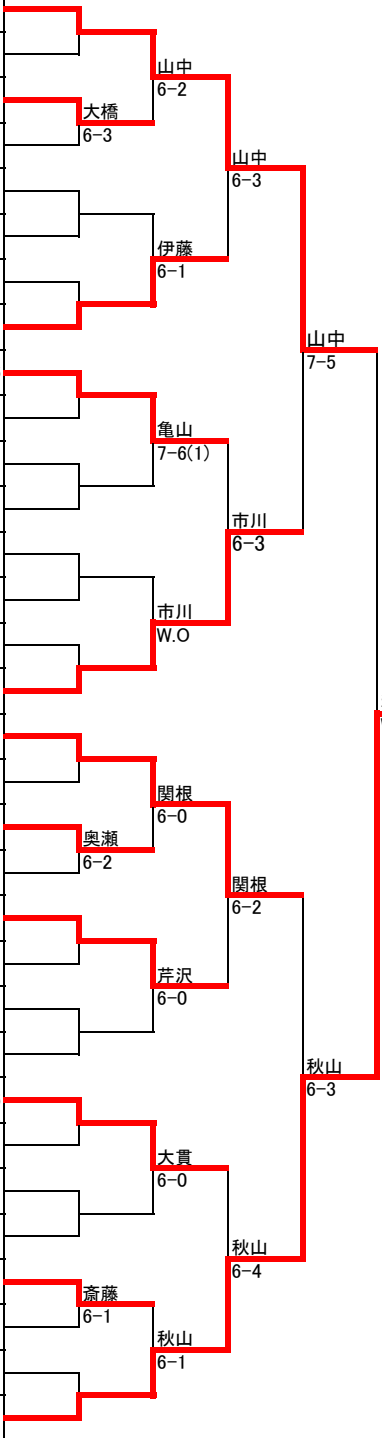 山中
6-2
大橋
6-3
山中
6-3
伊藤
6-1
山中
7-5
亀山
7-6(1)
市川
6-3
市川
W.O
関根
6-0
奥瀬
6-2
関根
6-2
芹沢
6-0
秋山
6-3
大貫
6-0
秋山
6-4
斎藤
6-1
秋山
6-1